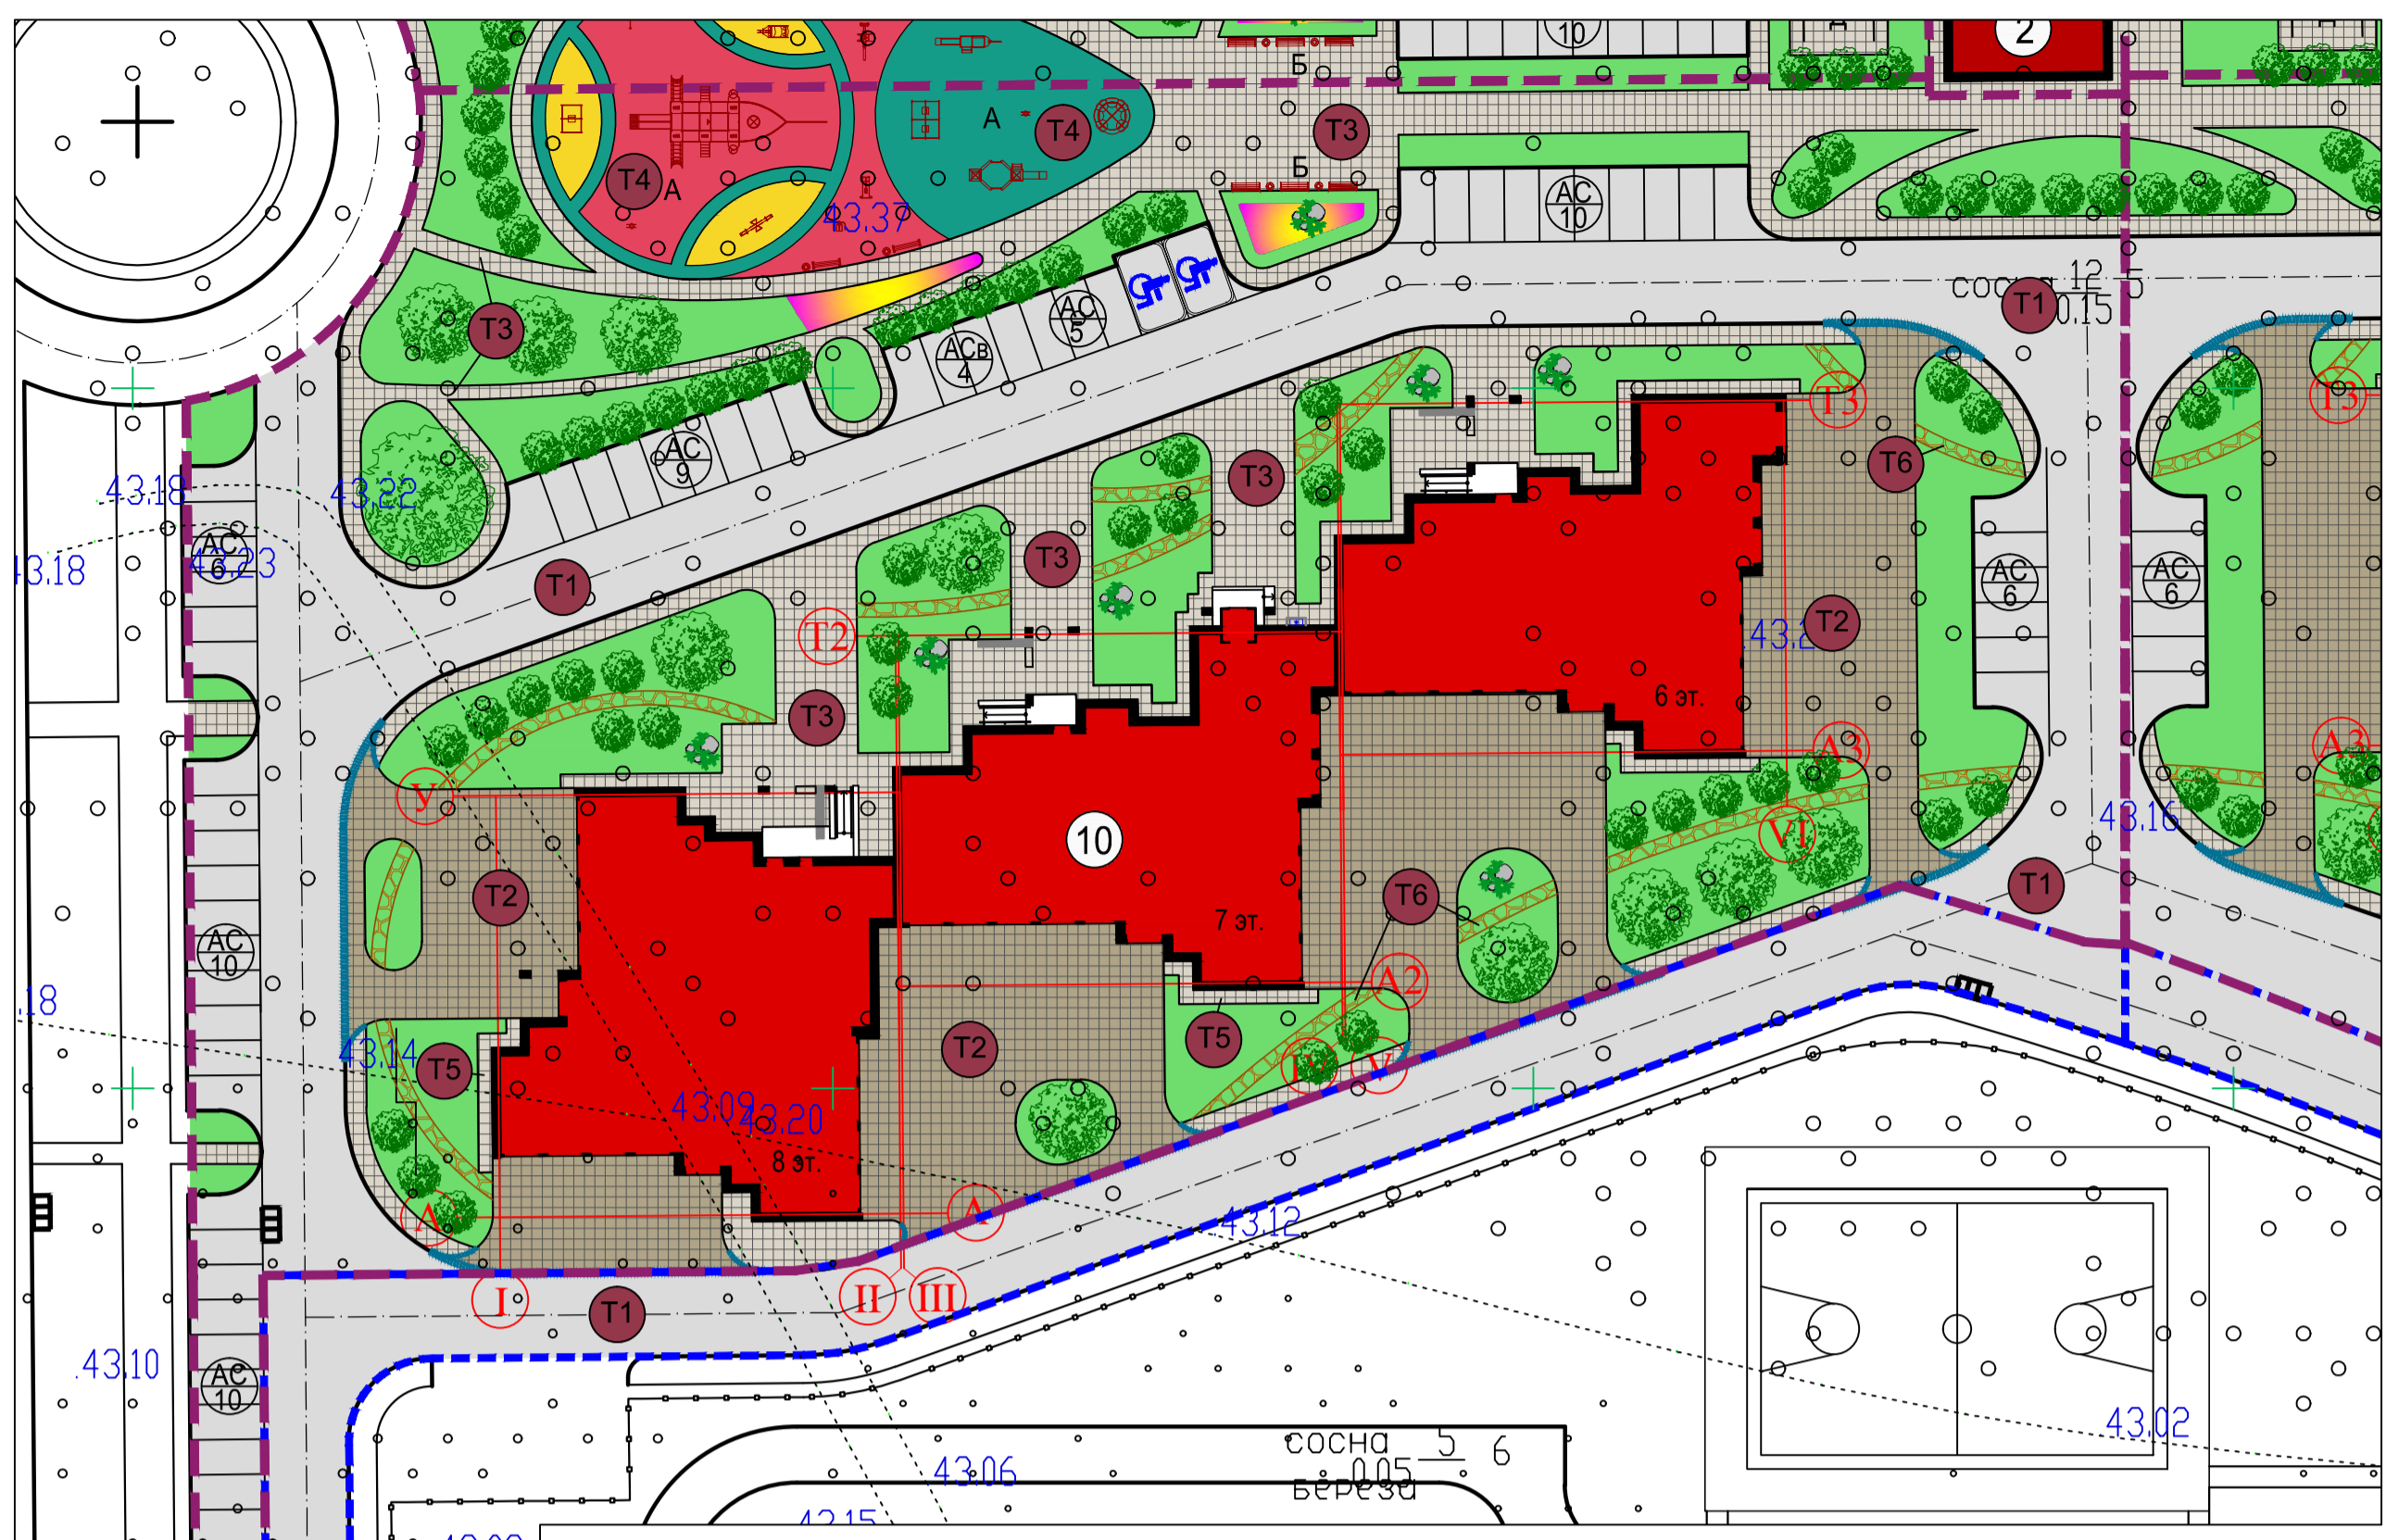 10
2
Б
А
Т4
Т3
Т4
А
Б
АС
10
43.37
12
5
Т1
0.15
Т3
АС
5
АСв
4
Т3
Т3
АС
9
Т3
Т6
43.18
43.22
АС
6
43.23
43.18
Т3
Т1
АС
6
АС
6
Т2
Т2
43.2
6 эт.
Т3
А3
А3
У
43.16
VI
10
Т2
Т6
7 эт.
АС
10
Т1
А2
.18
43.14
Т5
Т2
Т5
IV
V
43.09
43.20
8 эт.
А
А
43.12
I
II
III
Т1
43.10
АС
10
43.02
сосна
5
6
0.05
береза
43.06